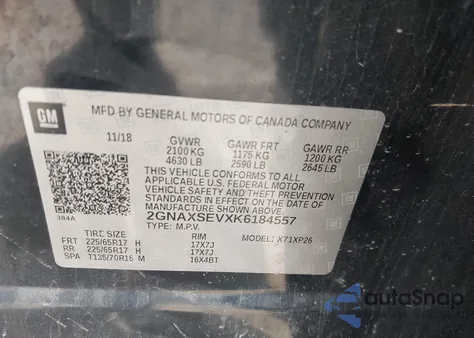 GM
MFD BY GENERAL MOTORS OF CANADA COMPANY
11/18 GVWR GAWR FRT GAWR RR
2100 KG 1175 KG 1200 KG
4630 LB 2590 LB 2645 LB
THIS VEHICLE CONFORMS TO ALL
APPLICABLE U.S. FEDERAL MOTOR
VEHICLE SAFETY AND THEFT PREVENTION
STANDARDS IN EFFECT ON THE DATE OF
MANUFACTURE SHOWN ABOVE.
2GNAXSEVXK6184557
384A
TYPE: M.P.V. MODEL: X71XP26
TIRE SIZE RIM
FRT 225/65R17 H 17X7J
RR 225/65R17 H 17X7J
SPA T135/70R16 M 16X4BT
autoSnap